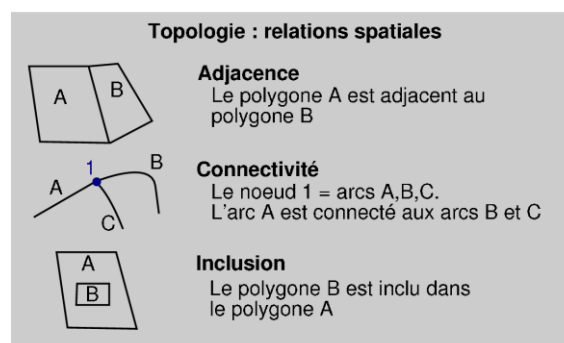 Topologie : relations spatiales
A
B
Adjacence
Le polygone A est adjacent au
polygone B
1
A
B
C
Connectivité
Le noeud 1 = arcs A,B,C.
L'arc A est connecté aux arcs B et C
A
B
Inclusion
Le polygone B est inclu dans
le polygone A